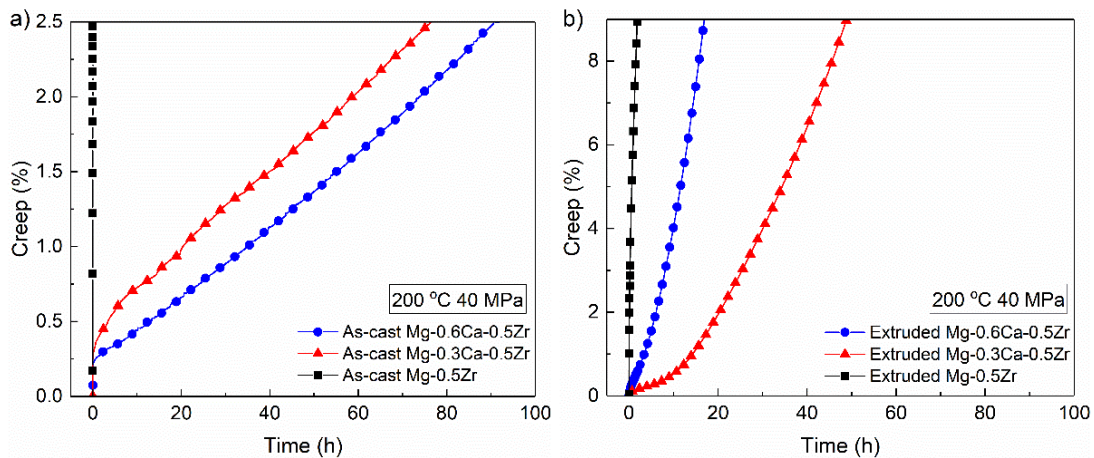 a)
2.5
2.0
1.5
1.0
0.5
0.0
Creep (%)
200 °C 40 MPa
As-cast Mg-0.6Ca-0.5Zr
As-cast Mg-0.3Ca-0.5Zr
As-cast Mg-0.5Zr
0 20 40 60 80 100
Time (h)
b)
8
6
4
2
0
Creep (%)
200 °C 40 MPa
Extruded Mg-0.6Ca-0.5Zr
Extruded Mg-0.3Ca-0.5Zr
Extruded Mg-0.5Zr
0 20 40 60 80 100
Time (h)